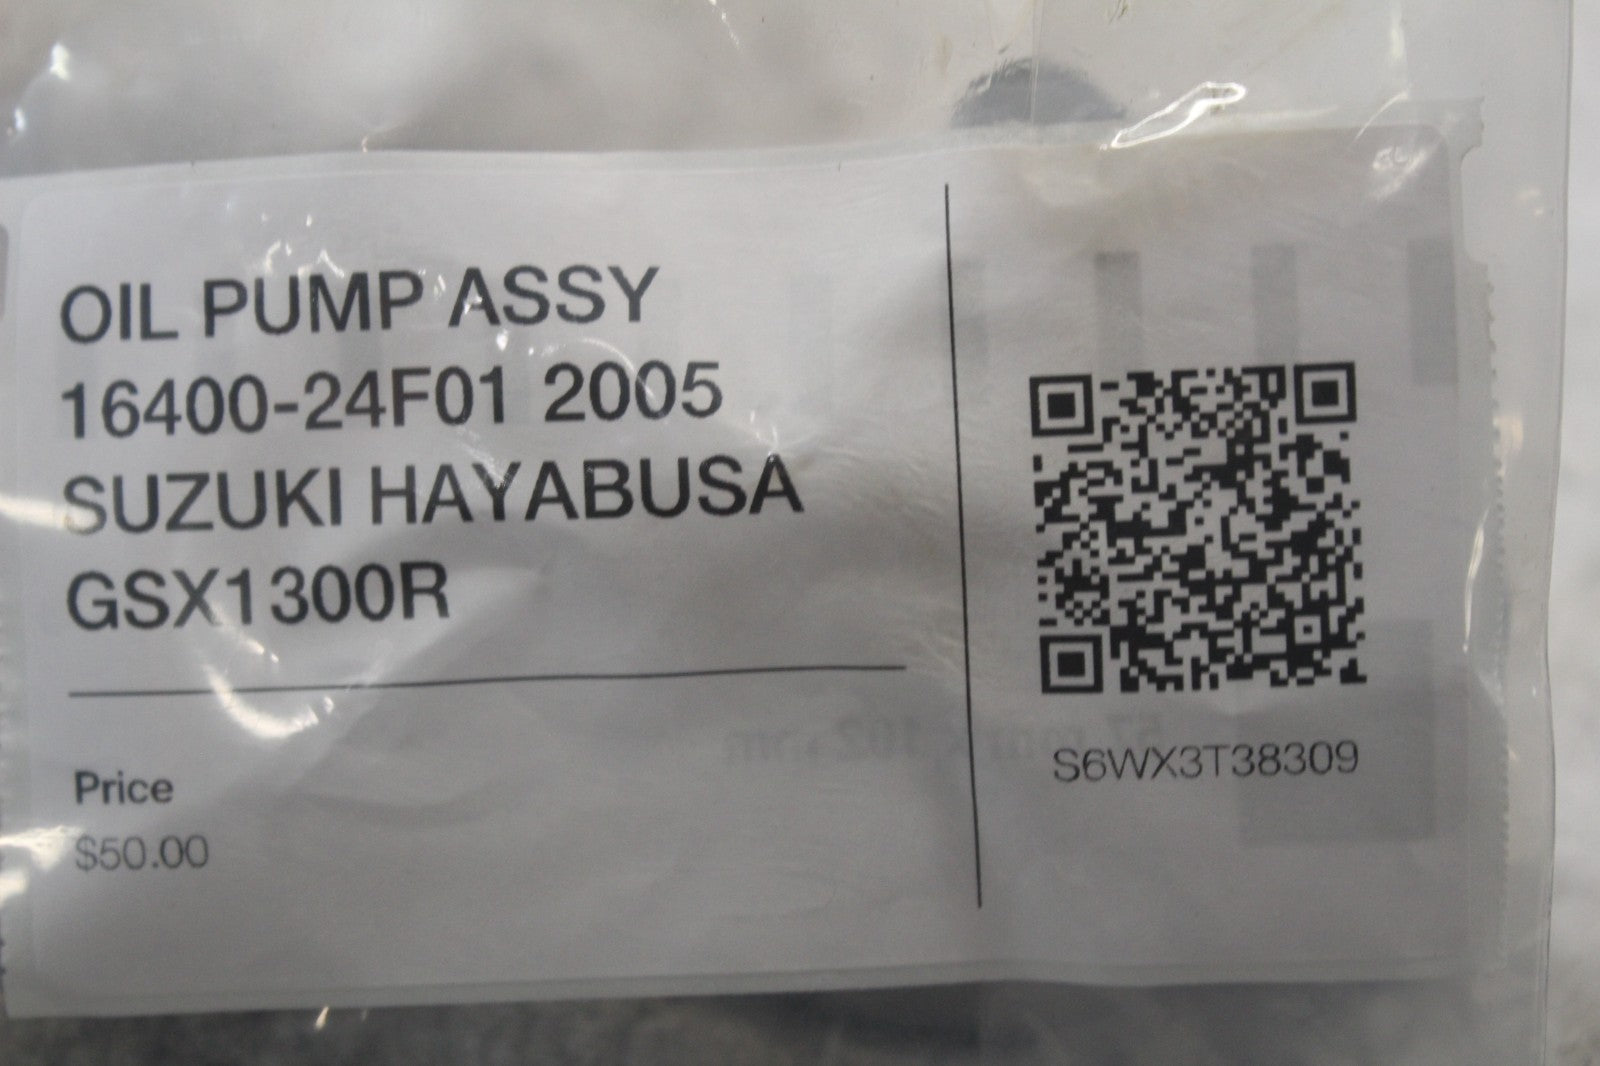 OIL PUMP ASSY
16400-24F01 2005
SUZUKI HAYABUSA
GSX1300R
Price
$50.00
S6WX3T38309